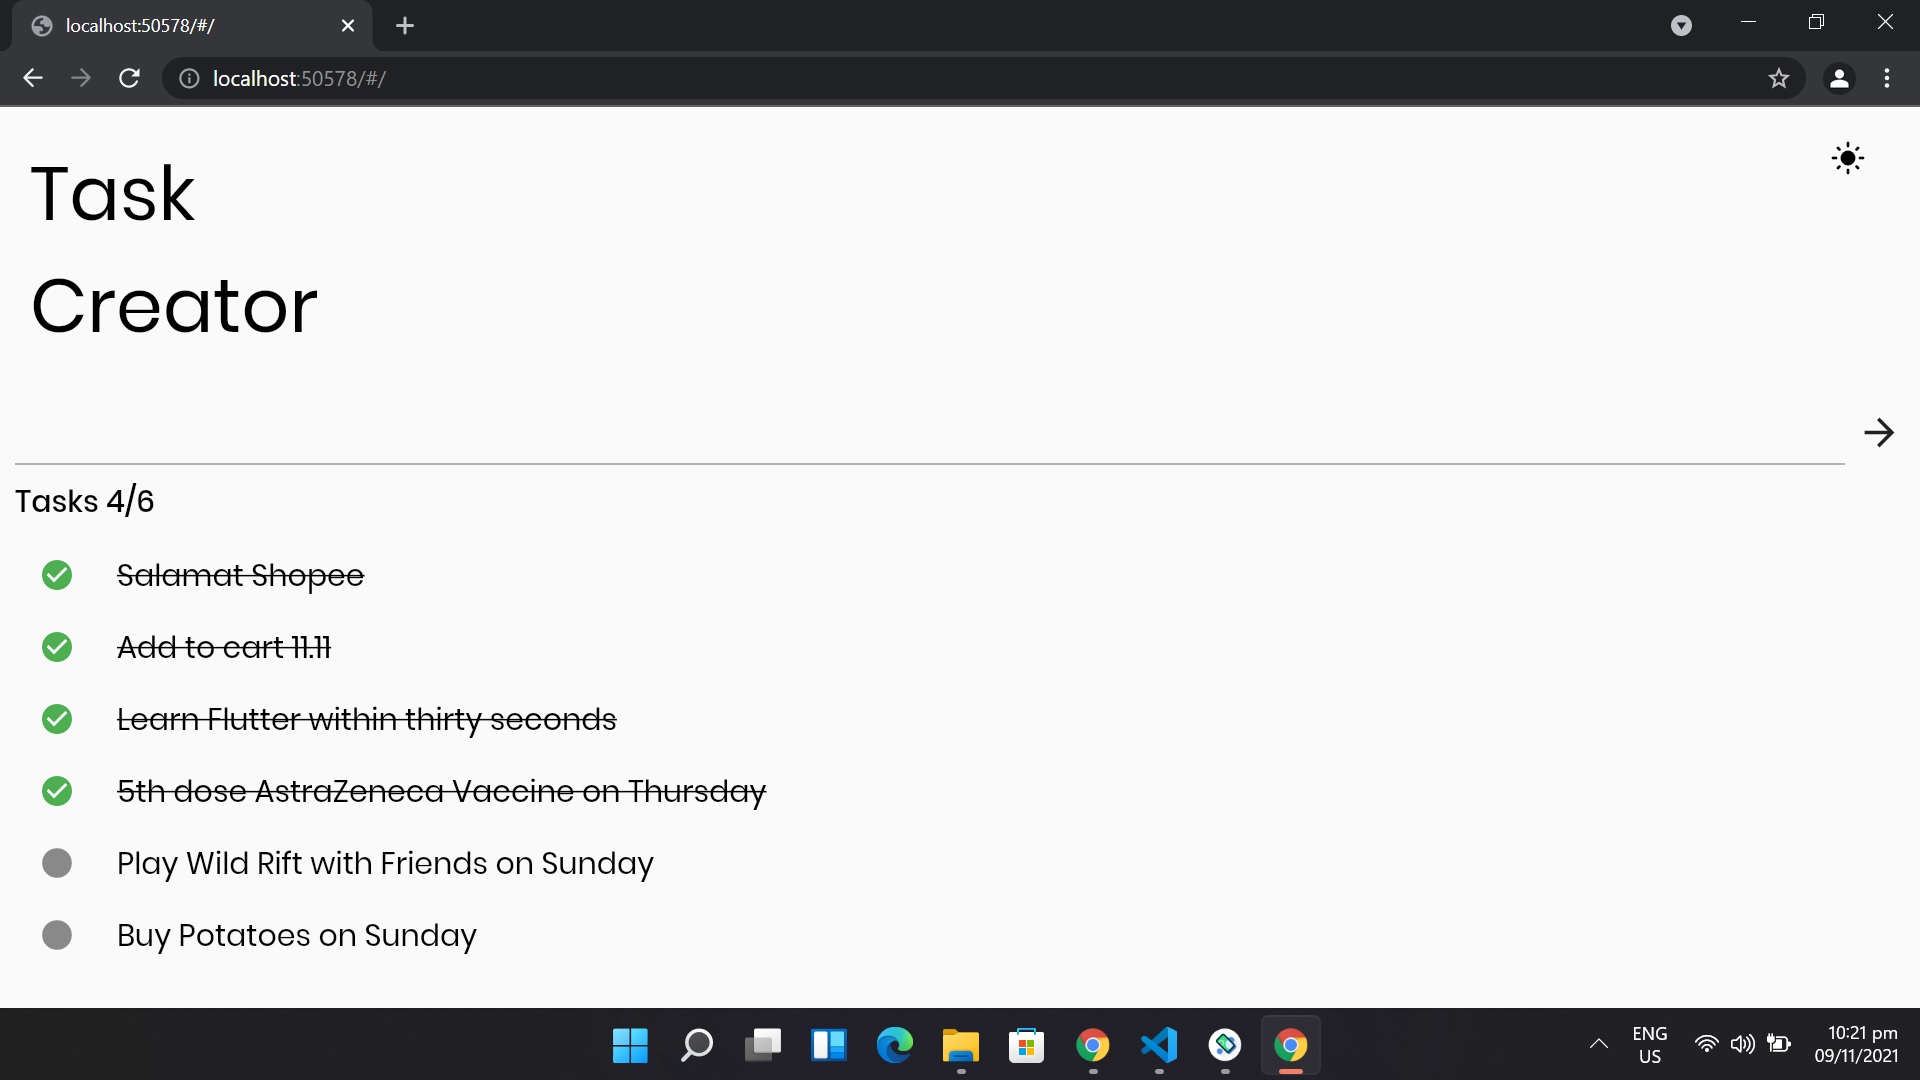 localhost:50578/#/
localhost:50578/#/
Task
Creator
Tasks 4/6
Salamat Shopee
Add to cart 11.11
Learn Flutter within thirty seconds
5th dose AstraZeneca Vaccine on Thursday
Play Wild Rift with Friends on Sunday
Buy Potatoes on Sunday
ENG
US
10:21 pm
09/11/2021